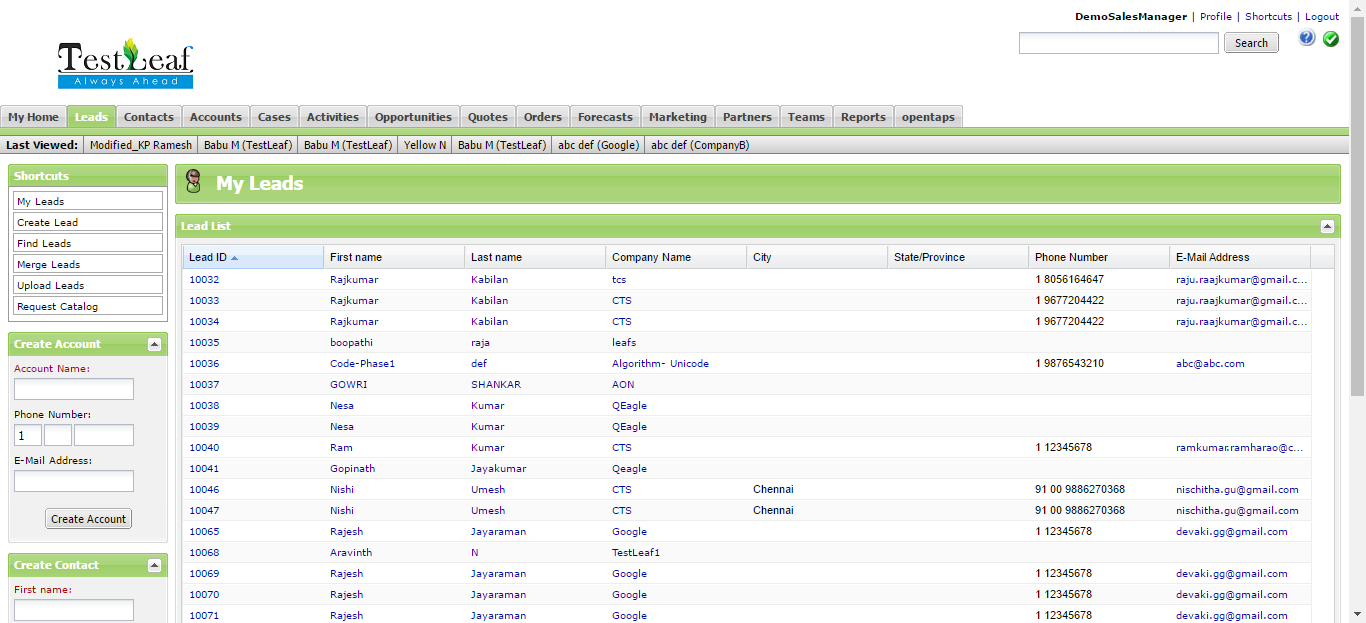 DemoSalesManager | Profile | Shortcuts | Logout
Search
TestLeaf
Always Ahead
My Home Leads Contacts Accounts Cases Activities Opportunities Quotes Orders Forecasts Marketing Partners Teams Reports opentaps
Last Viewed: Modified_KP Ramesh Babu M (TestLeaf) Babu M (TestLeaf) Yellow N Babu M (TestLeaf) abc def (Google) abc def (CompanyB)
Shortcuts
My Leads
Create Lead
Find Leads
Merge Leads
Upload Leads
Request Catalog
Create Account
Account Name:
Phone Number:
1
E-Mail Address:
Create Account
Create Contact
First name:
My Leads
Lead List
Lead ID First name Last name Company Name City State/Province Phone Number E-Mail Address
10032 Rajkumar Kabilan tcs 1 8056164647 raju.raajkumar@gmail.c...
10033 Rajkumar Kabilan CTS 1 9677204422 raju.raajkumar@gmail.c...
10034 Rajkumar Kabilan CTS 1 9677204422 raju.raajkumar@gmail.c...
10035 boopathi raja leafs
10036 Code-Phase1 def Algorithm- Unicode 1 9876543210 abc@abc.com
10037 GOWRI SHANKAR AON
10038 Nesa Kumar QEagle
10039 Nesa Kumar QEagle
10040 Ram Kumar CTS 1 12345678 ramkumar.ramharao@c...
10041 Gopinath Jayakumar Qeagle
10046 Nishi Umesh CTS Chennai 91 00 9886270368 nischitha.gu@gmail.com
10047 Nishi Umesh CTS Chennai 91 00 9886270368 nischitha.gu@gmail.com
10065 Rajesh Jayaraman Google 1 12345678 devaki.gg@gmail.com
10068 Aravinth N TestLeaf1
10069 Rajesh Jayaraman Google 1 12345678 devaki.gg@gmail.com
10070 Rajesh Jayaraman Google 1 12345678 devaki.gg@gmail.com
10071 Rajesh Jayaraman Google 1 12345678 devaki.gg@gmail.com